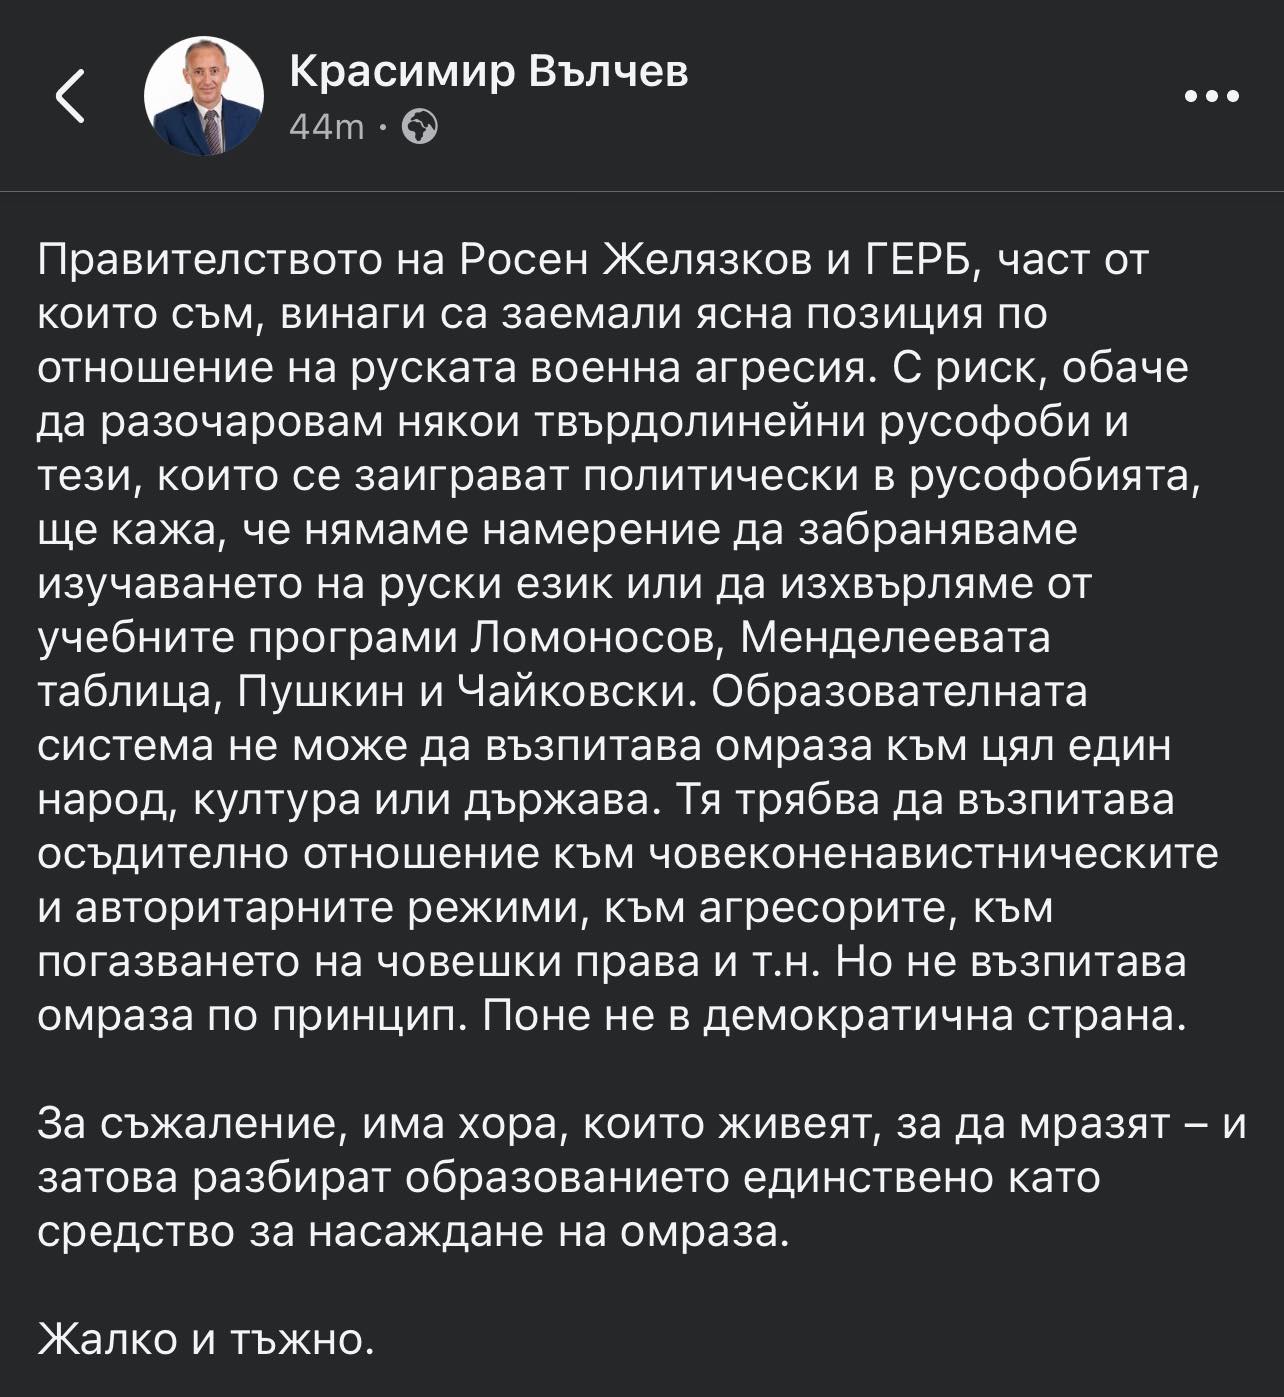 Красимир Вълчев
44m ·
Правителството на Росен Желязков и ГЕРБ, част от
които съм, винаги са заемали ясна позиция по
отношение на руската военна агресия. С риск, обаче
да разочаровам някои твърдолинейни русофоби и
тези, които се заиграват политически в русофобията,
ще кажа, че нямаме намерение да забраняваме
изучаването на руски език или да изхвърляме от
учебните програми Ломоносов, Менделеевата
таблица, Пушкин и Чайковски. Образователната
система не може да възпитава омраза към цял един
народ, култура или държава. Тя трябва да възпитава
осъдително отношение към човеконенавистническите
и авторитарните режими, към агресорите, към
погазването на човешки права и т.н. Но не възпитава
омраза по принцип. Поне не в демократична страна.
За съжаление, има хора, които живеят, за да мразят – и
затова разбират образованието единствено като
средство за насаждане на омраза.
Жалко и тъжно.